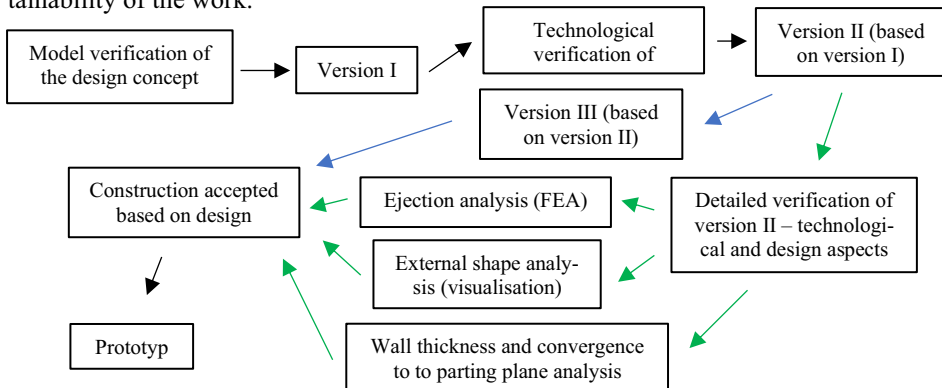 tainability of the work.
Model verification of
the design concept
Version I
Technological
verification of
Version II (based
on version I)
Version III (based
on version II)
Construction accepted
based on design
Ejection analysis (FEA)
Detailed verification of
version II – technologi-
cal and design aspects
External shape analy-
sis (visualisation)
Prototyp
Wall thickness and convergence
to to parting plane analysis